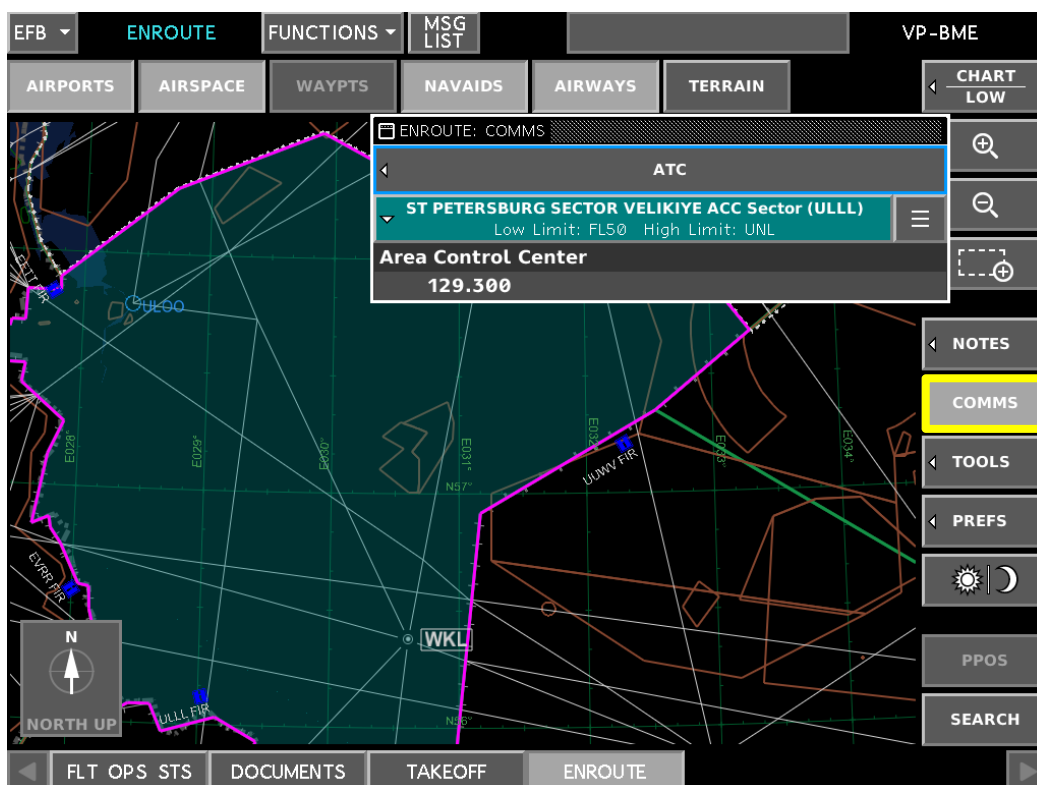 EFB
ENROUTE
FUNCTIONS
MSG LIST
VP-BME
AIRPORTS
AIRSPACE
WAYPTS
NAVAIDS
AIRWAYS
TERRAIN
CHART
LOW
ENROUTE: COMMS
ATC
ST PETERSBURG SECTOR VELIKIYE ACC Sector (ULLL)
Low Limit: FL50 High Limit: UNL
Area Control Center
129.300
NOTES
COMMS
TOOLS
PREFS
PPOS
SEARCH
EETT FIR
ULOO
E028°
E029°
E030°
E031°
E032°
E033°
E034°
N57°
UUWV FIR
EVRR FIR
WKL
N
NORTH UP
ULLL FIR
N56°
FLT OPS STS
DOCUMENTS
TAKEOFF
ENROUTE